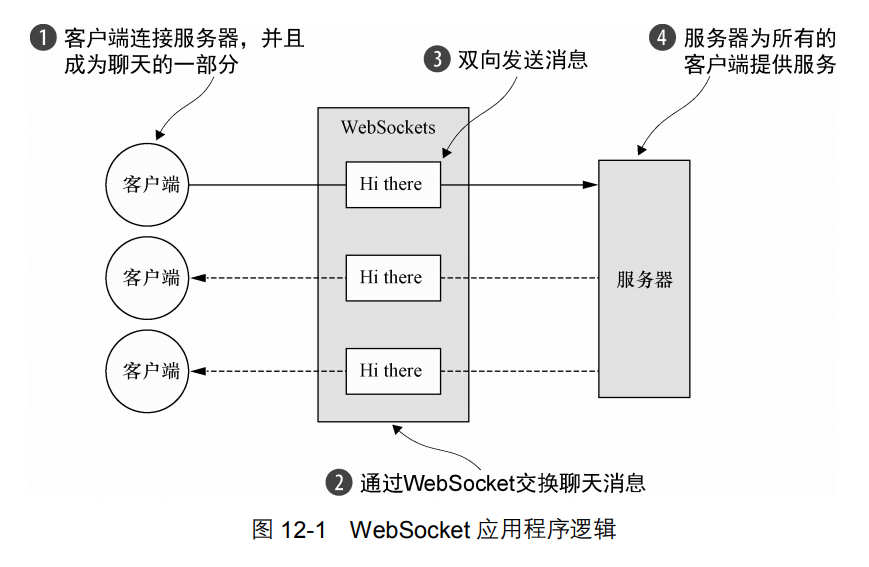 ❶ 客户端连接服务器，并且
成为聊天的一部分
❸ 双向发送消息
❹ 服务器为所有的
客户端提供服务
WebSockets
客户端
Hi there
客户端
Hi there
服务器
客户端
Hi there
❷ 通过WebSocket交换聊天消息
图 12-1 WebSocket 应用程序逻辑